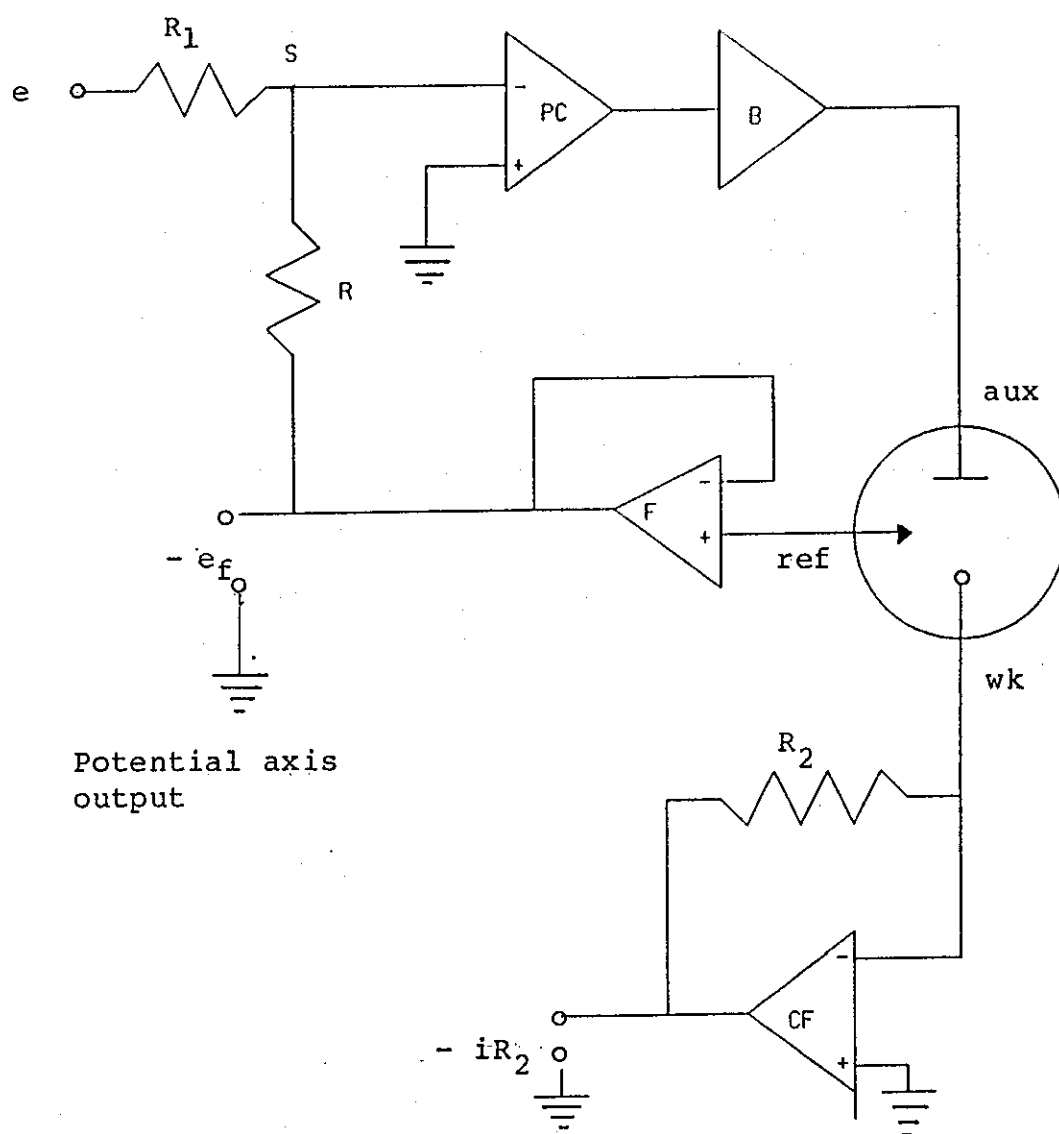 R1
S
e
-
PC
B
+
R
aux
-
F
+
ref
- ef
wk
Potential axis
output
R2
-
CF
- iR2
+